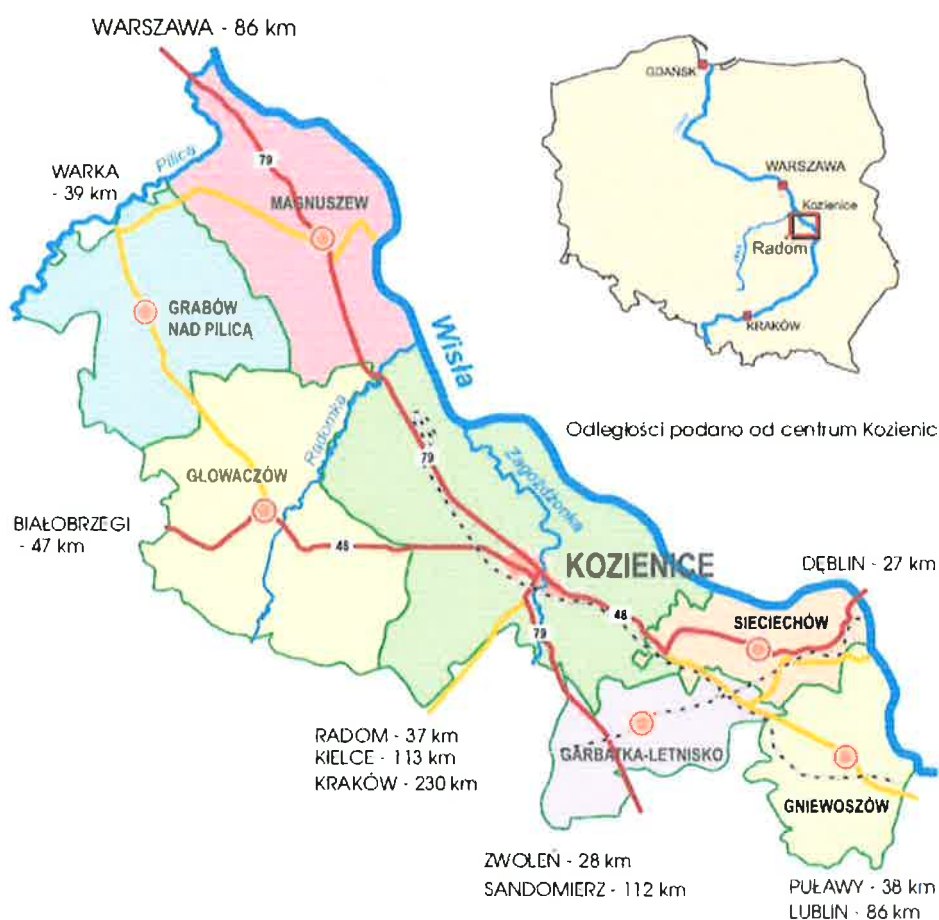 WARSZAWA - 86 km
GDAŃSK
WARSZAWA
Kozienice
Radom
KRAKÓW
Pilica
WARKA
- 39 km
79
MAGNUSZEW
GRABÓW
NAD PILICĄ
Wisła
Radomka
Odległości podano od centrum Kozienic
79
Zagożdżonka
GŁOWACZÓW
BIAŁOBRZEGI
- 47 km
48
KOZIENICE
DĘBLIN - 27 km
48
SIECIECHÓW
79
RADOM - 37 km
KIELCE - 113 km
KRAKÓW - 230 km
GARBATKA-LETNISKO
GNIEWOSZÓW
ZWOLEŃ - 28 km
SANDOMIERZ - 112 km
PUŁAWY - 38 km
LUBLIN - 86 km